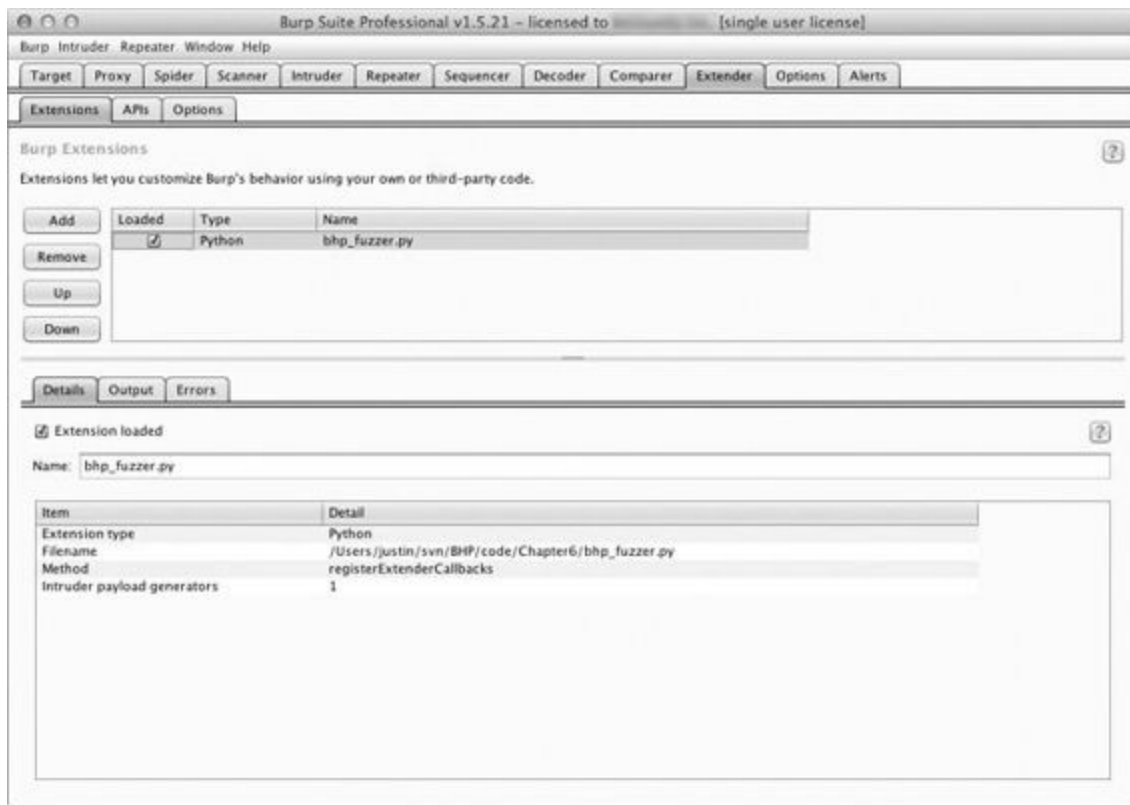 Burp Suite Professional v1.5.21 – licensed to [single user license]
Burp Intruder Repeater Window Help
Target Proxy Spider Scanner Intruder Repeater Sequencer Decoder Comparer Extender Options Alerts
Extensions APIs Options
Burp Extensions
?
Extensions let you customize Burp's behavior using your own or third-party code.
Add
Loaded Type Name
Python bhp_fuzzer.py
Remove
Up
Down
Details Output Errors
Extension loaded
?
Name: bhp_fuzzer.py
Item Detail
Extension type Python
Filename /Users/justin/svn/BHP/code/Chapter6/bhp_fuzzer.py
Method registerExtenderCallbacks
Intruder payload generators 1